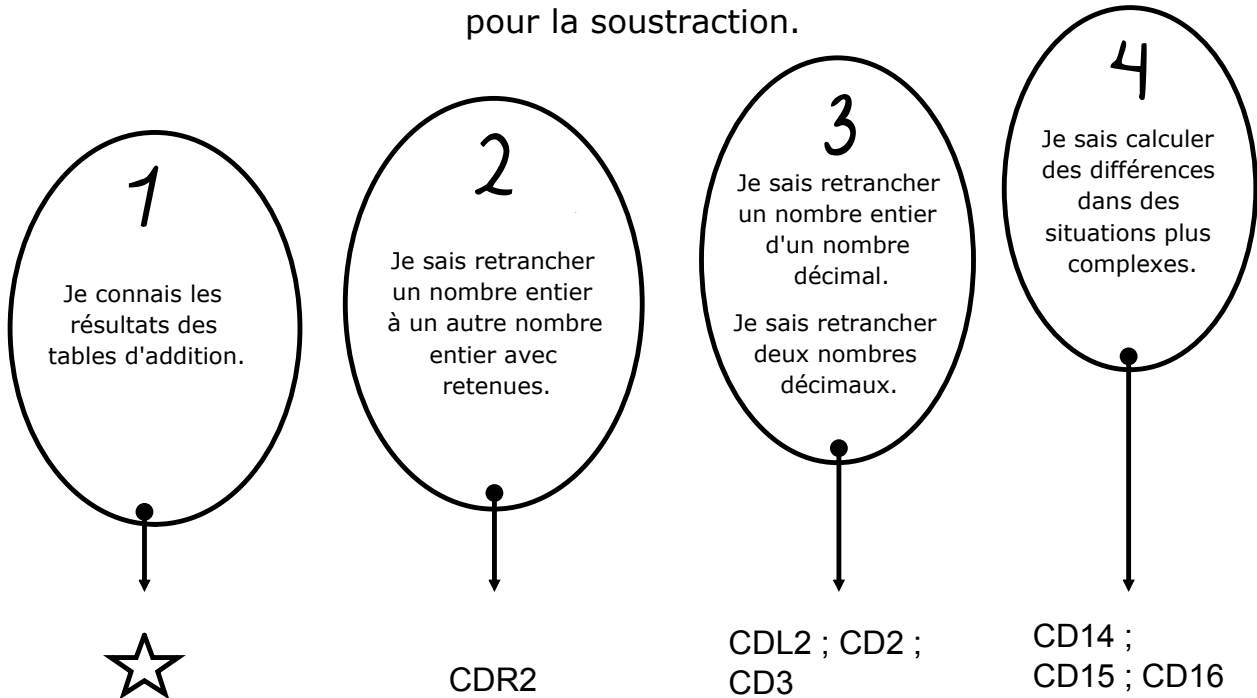 pour la soustraction.
1
Je connais les
résultats des
tables d'addition.
2
Je sais retrancher
un nombre entier
à un autre nombre
entier avec
retenues.
3
Je sais retrancher
un nombre entier
d'un nombre
décimal.
Je sais retrancher
deux nombres
décimaux.
4
Je sais calculer
des différences
dans des
situations plus
complexes.
CDR2
CDL2 ; CD2 ;
CD3
CD14 ;
CD15 ; CD16